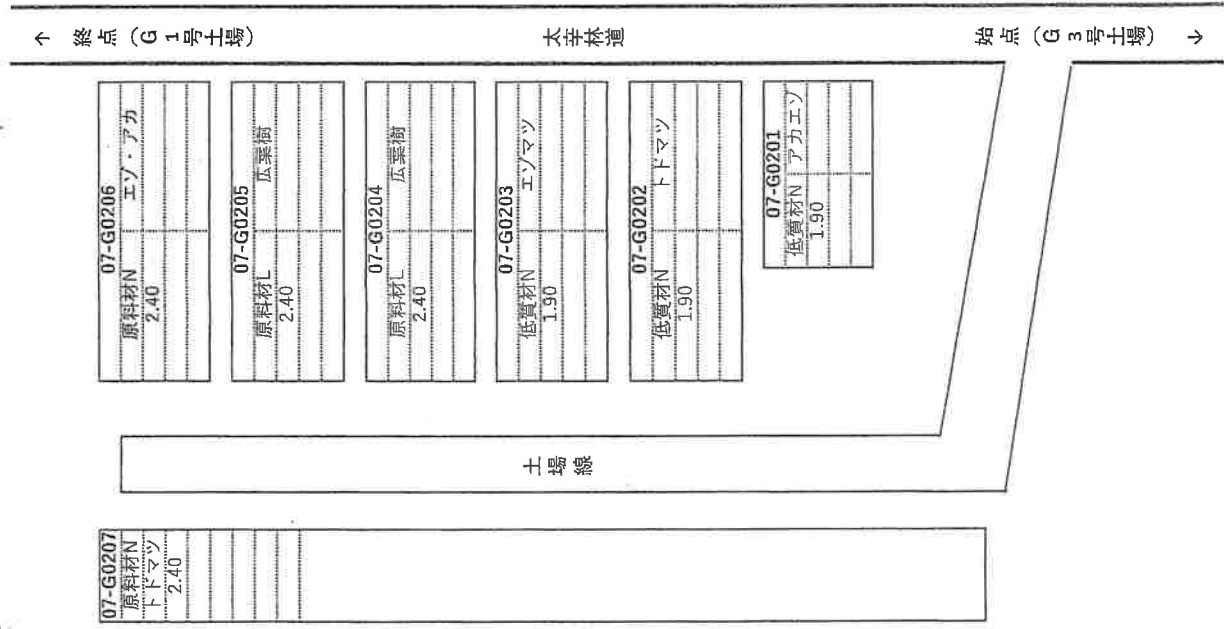 ← 終点（G 1号土場）
太辛林道
始点（G 3号土場） →
07-G0206
原料材N エゾ・アカ
2.40
07-G0205
原料材L 広葉樹
2.40
07-G0204
原料材L 広葉樹
2.40
07-G0203
低質材N エゾマツ
1.90
07-G0202
低質材N トドマツ
1.90
07-G0201
低質材N アカエゾ
1.90
土場線
07-G0207
原料材N
トドマツ
2.40